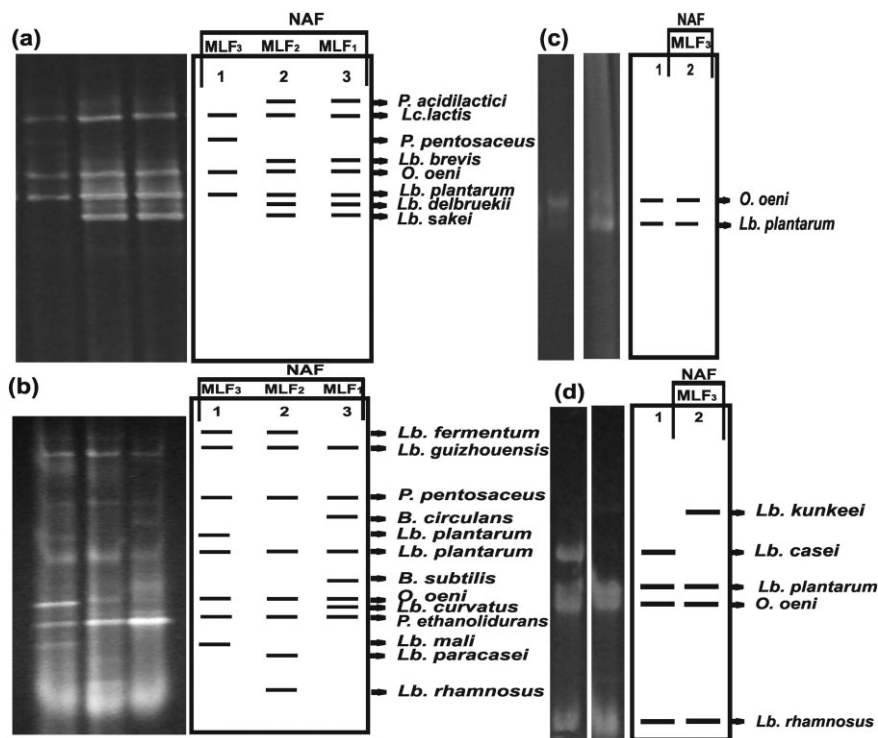 (a)
NAF
MLF3 MLF2 MLF1
1 2 3
P. acidilactici
Lc.lactis
P. pentosaceus
Lb. brevis
O. oeni
Lb. plantarum
Lb. delbruekii
Lb. sakei
(b)
NAF
MLF3 MLF2 MLF1
1 2 3
Lb. fermentum
Lb. guizhouensis
P. pentosaceus
B. circulans
Lb. plantarum
Lb. plantarum
B. subtilis
O. oeni
Lb. curvatus
P. ethanolidurans
Lb. mali
Lb. paracasei
Lb. rhamnosus
(c)
NAF
MLF3
1 2
O. oeni
Lb. plantarum
(d)
NAF
MLF3
1 2
Lb. kunkeei
Lb. casei
Lb. plantarum
O. oeni
Lb. rhamnosus